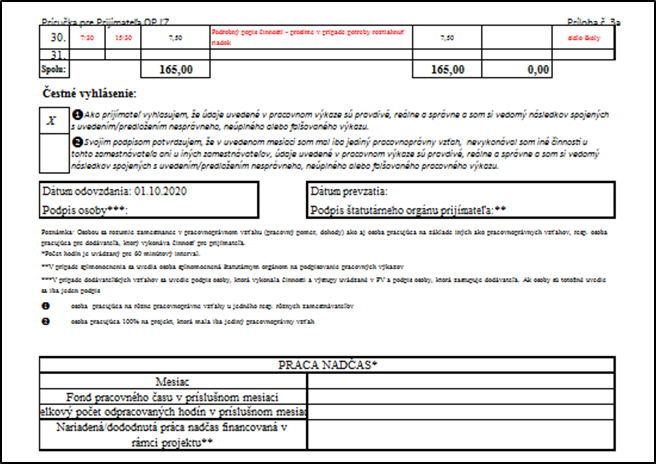 Príručka pre Prijímateľa OP ĽZ Príloha č. 3a
30. 7:30 15:30 7,50 Podrobný popis činnosti - prosíme v prípade potreby roztiahnuť riadok 7,50 sídlo školy
31.
Spolu: 165,00 165,00 0,00
Čestné vyhlásenie:
X ❶ Ako prijímateľ vyhlasujem, že údaje uvedené v pracovnom výkaze sú pravdivé, reálne a správne a som si vedomý následkov spojených
s uvedením/predložením nesprávneho, neúplného alebo falšovaného výkazu.
❷ Svojim podpisom potvrdzujem, že v uvedenom mesiaci som mal iba jediný pracovnoprávny vzťah, nevykonával som iné činnosti u
tohto zamestnávateľa ani u iných zamestnávateľov, údaje uvedené v pracovnom výkaze sú pravdivé, reálne a správne a som si vedomý
následkov spojených s uvedením/predložením nesprávneho, neúplného alebo falšovaného pracovného výkazu.
Dátum odovzdania: 01.10.2020
Podpis osoby***:
Dátum prevzatia:
Podpis štatutárneho orgánu prijímateľa:**
Poznámka: Osobou sa rozumie zamestnanec v pracovnoprávnom vzťahu (pracovný pomer, dohody) ako aj osoba pracujúca na základe iných ako pracovnoprávnych vzťahov, resp. osoba
pracujúca pre dodávateľa, ktorý vykonáva činnosť pre prijímateľa.
*Počet hodín je uvádzaný pre 60 minútový interval.
**V prípade splnomocnenia sa uvedie osoba splnomocnená štatutárnym orgánom na podpisovanie pracovných výkazov
***V prípade dodávateľských vzťahov sa uvedie podpis osoby, ktorá vykonala činnosti a výstupy uvádzané v PV a podpis osoby, ktorá zastupuje dodávateľa. Ak osoby sú totožné uvedie
sa iba jeden podpis
❶ osoba pracujúca na rôzne pracovnoprávne vzťahy u jedného resp. rôznych zamestnávateľov
❷ osoba pracujúca 100% na projekt, ktorá mala iba jediný pracovnoprávny vzťah
PRÁCA NADČAS*
Mesiac
Fond pracovného času v príslušnom mesiaci
elkový počet odpracovaných hodín v príslušnom mesiac
Nariadená/dodohnutá práca nadčas financovaná v
rámci projektu**